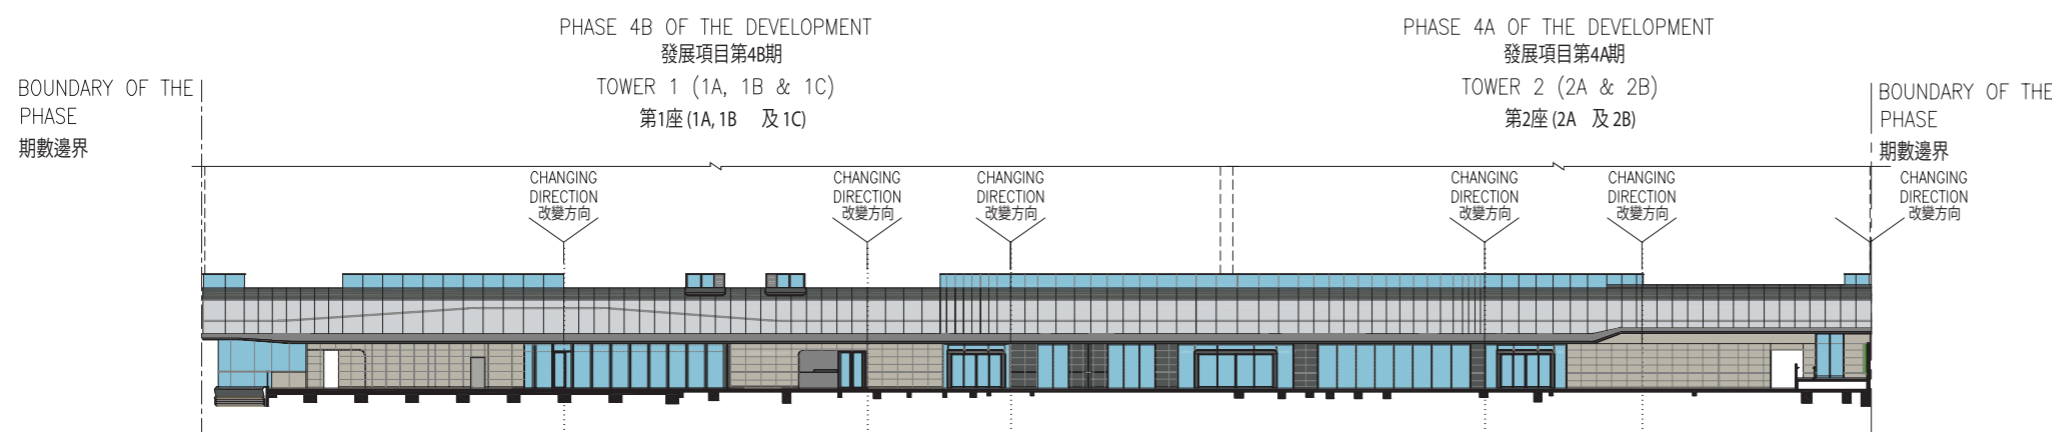 PHASE 4B OF THE DEVELOPMENT
發展項目第4B期
TOWER 1 (1A, 1B & 1C)
第1座 (1A, 1B 及 1C)
PHASE 4A OF THE DEVELOPMENT
發展項目第4A期
TOWER 2 (2A & 2B)
第2座 (2A 及 2B)
BOUNDARY OF THE
PHASE
期數邊界
BOUNDARY OF THE
PHASE
期數邊界
CHANGING
DIRECTION
改變方向
CHANGING
DIRECTION
改變方向
CHANGING
DIRECTION
改變方向
CHANGING
DIRECTION
改變方向
CHANGING
DIRECTION
改變方向
CHANGING
DIRECTION
改變方向